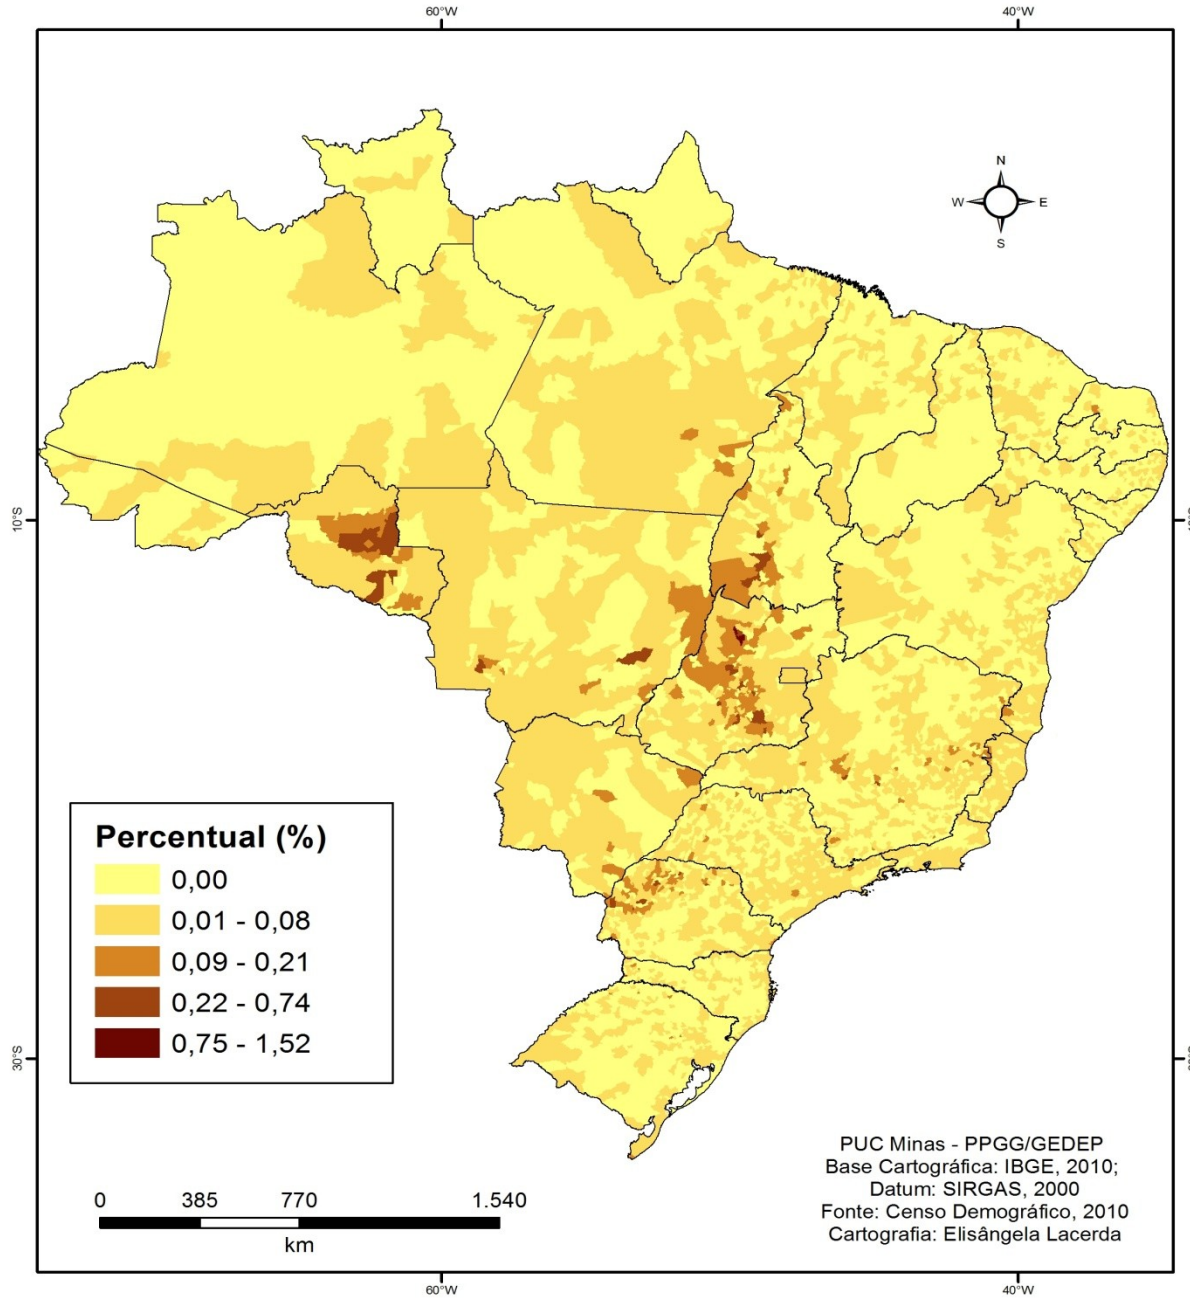 60°W 40°W
N
W E
S
10°S
Percentual (%)
0,00
0,01 - 0,08
0,09 - 0,21
0,22 - 0,74
0,75 - 1,52
30°S
PUC Minas - PPGG/GEDEP
Base Cartográfica: IBGE, 2010;
Datum: SIRGAS, 2000
Fonte: Censo Demográfico, 2010
Cartografia: Elisângela Lacerda
0 385 770 1.540
km
60°W 40°W